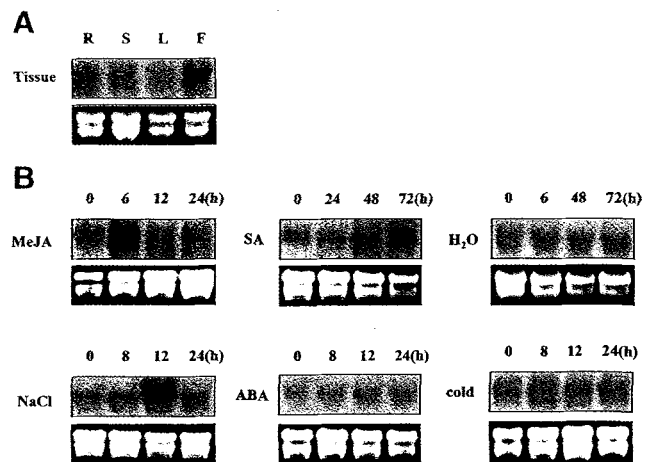 A
R S L F
Tissue
B
0 6 12 24(h)
MeJA
0 24 48 72(h)
SA
0 6 48 72(h)
H₂O
0 8 12 24(h)
NaCl
0 8 12 24(h)
ABA
0 8 12 24(h)
cold